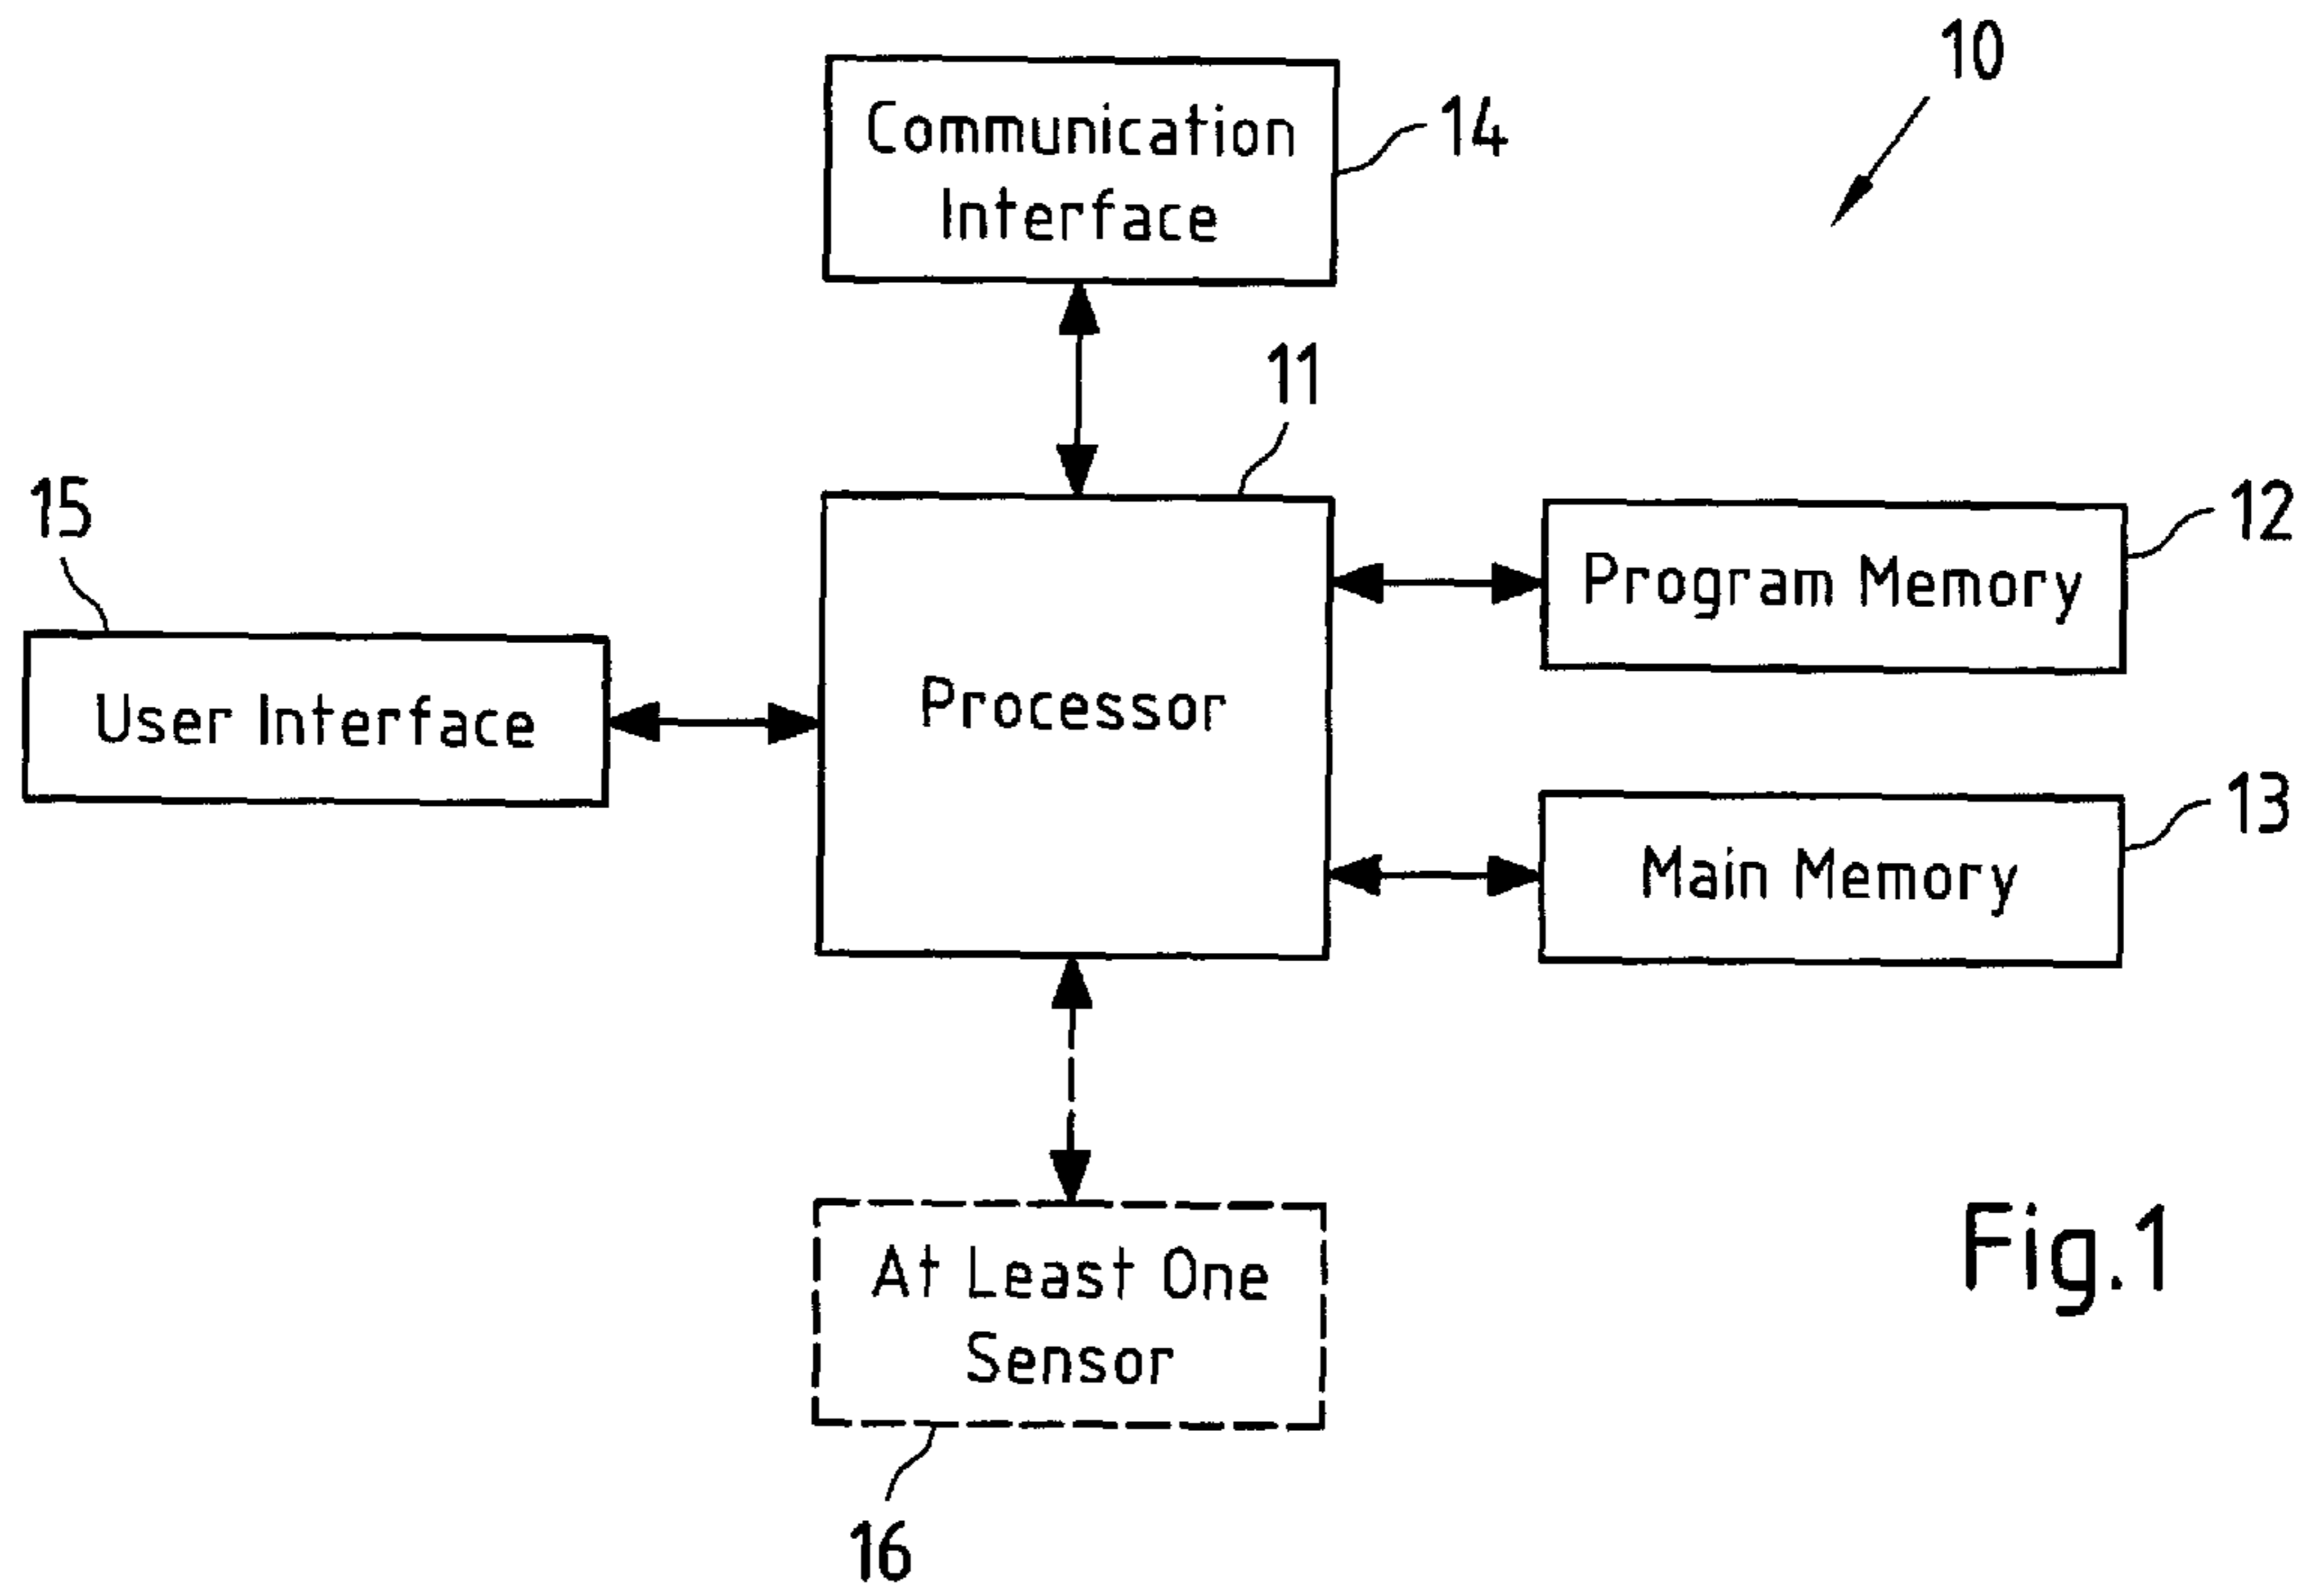 10
Communication
Interface
14
11
15
12
User Interface
Processor
Program Memory
13
Main Memory
At Least One
Sensor
16
Fig.1